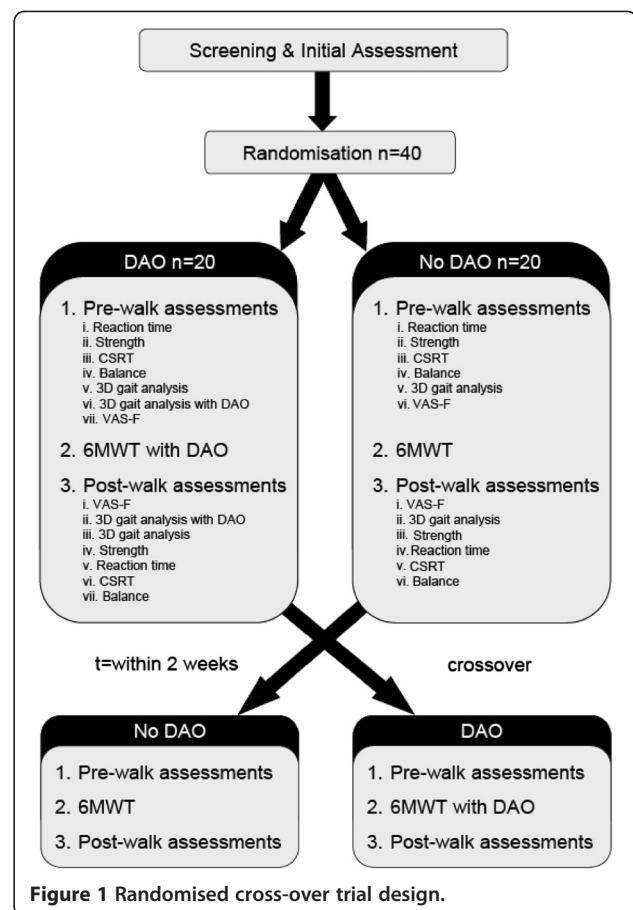 Screening & Initial Assessment
Randomisation n=40
DAO n=20
1. Pre-walk assessments
i. Reaction time
ii. Strength
iii. CSRT
iv. Balance
v. 3D gait analysis
vi. 3D gait analysis with DAO
vii. VAS-F
2. 6MWT with DAO
3. Post-walk assessments
i. VAS-F
ii. 3D gait analysis with DAO
iii. 3D gait analysis
iv. Strength
v. Reaction time
vi. CSRT
vii. Balance
No DAO n=20
1. Pre-walk assessments
i. Reaction time
ii. Strength
iii. CSRT
iv. Balance
v. 3D gait analysis
vi. VAS-F
2. 6MWT
3. Post-walk assessments
i. VAS-F
ii. 3D gait analysis
iii. Strength
iv. Reaction time
v. CSRT
vi. Balance
t=within 2 weeks
crossover
No DAO
1. Pre-walk assessments
2. 6MWT
3. Post-walk assessments
DAO
1. Pre-walk assessments
2. 6MWT with DAO
3. Post-walk assessments
Figure 1 Randomised cross-over trial design.